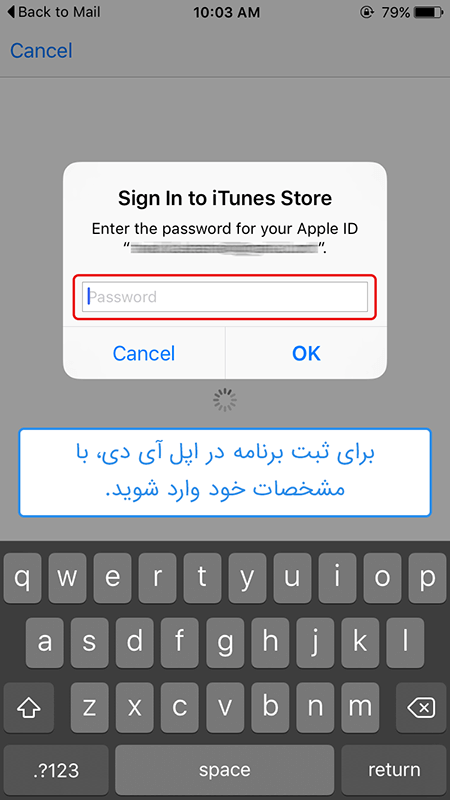 Back to Mail 10:03 AM 79%
Cancel
Sign In to iTunes Store
Enter the password for your Apple ID
“ ”.
Password
Cancel OK
برای ثبت برنامه در اپل آی دی، با
مشخصات خود وارد شوید.
q w e r t y u i o p
a s d f g h j k l
z x c v b n m
.?123 space return